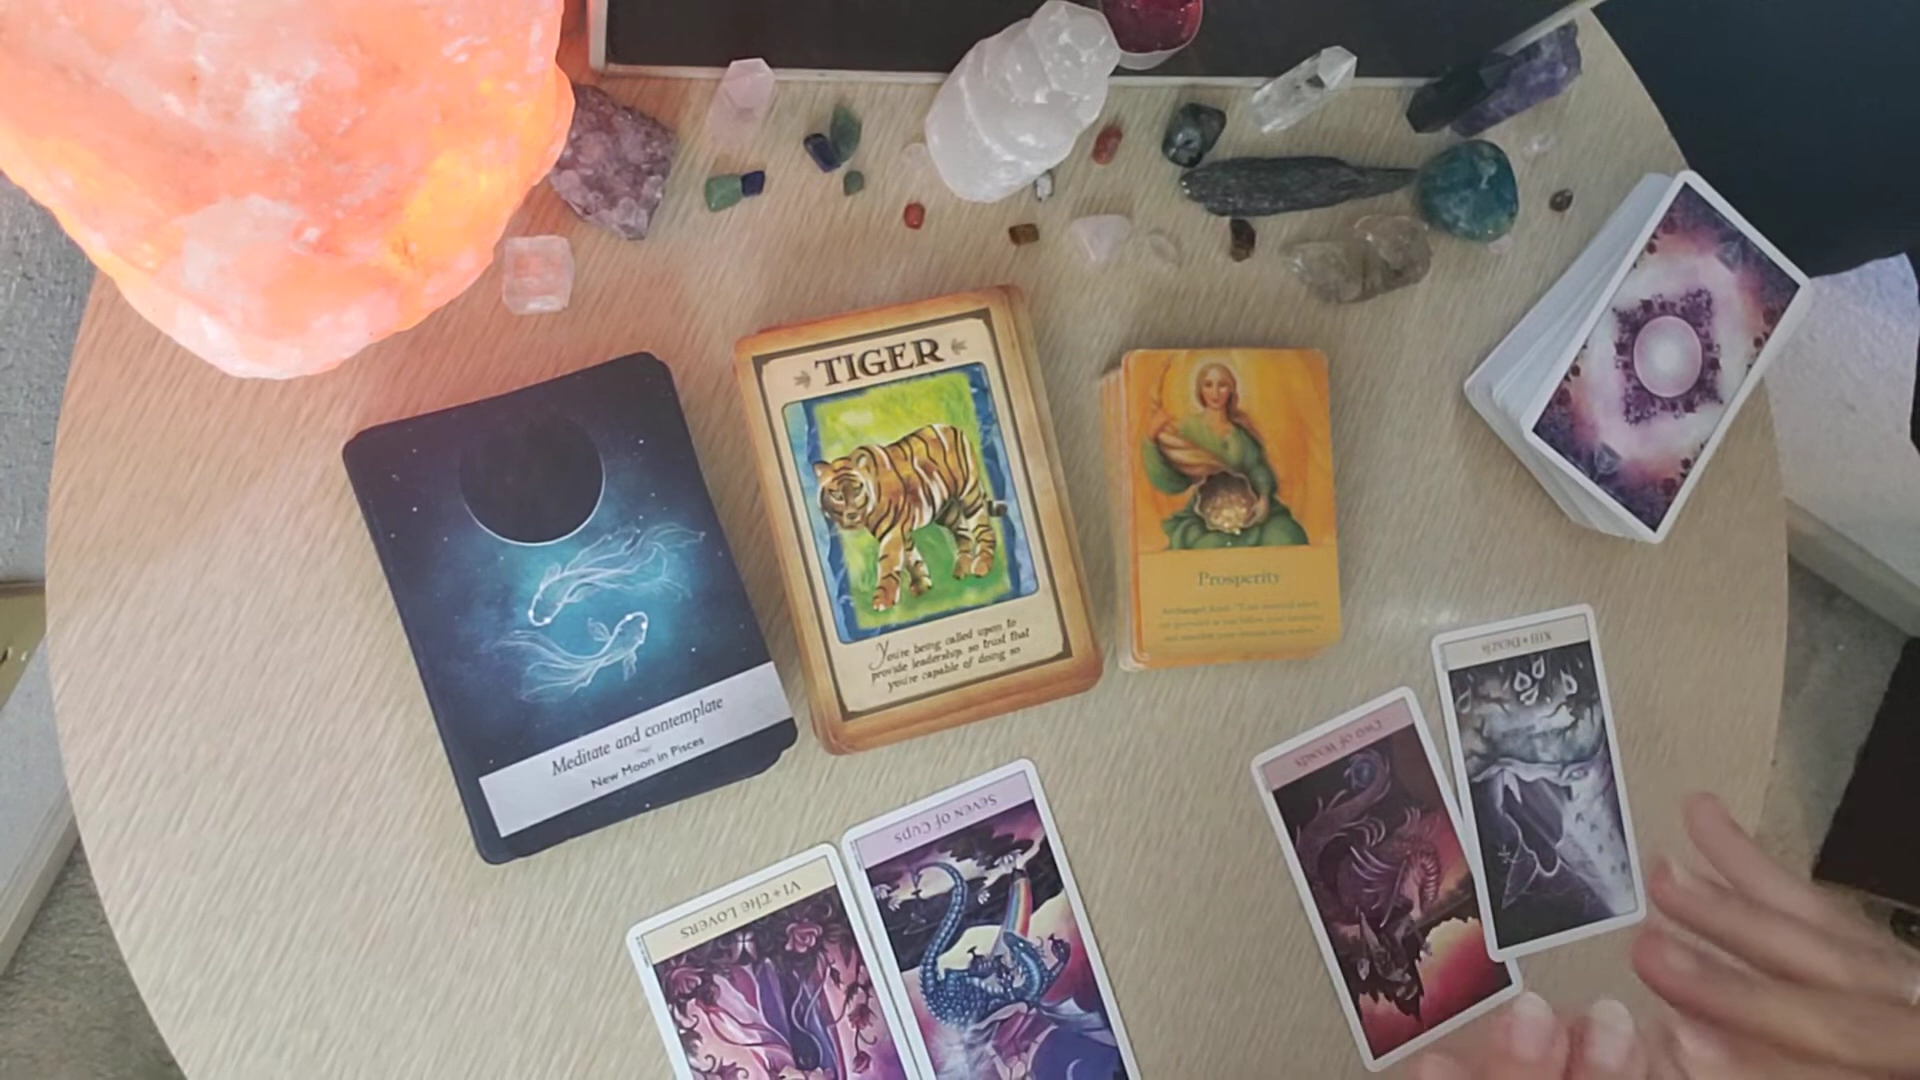 TIGER
You're being called upon to
provide leadership, so trust that
you're capable of doing so
Prosperity
Meditate and contemplate
New Moon in Pisces
XIII • Death
Two of Wands
Seven of Cups
VI • The Lovers